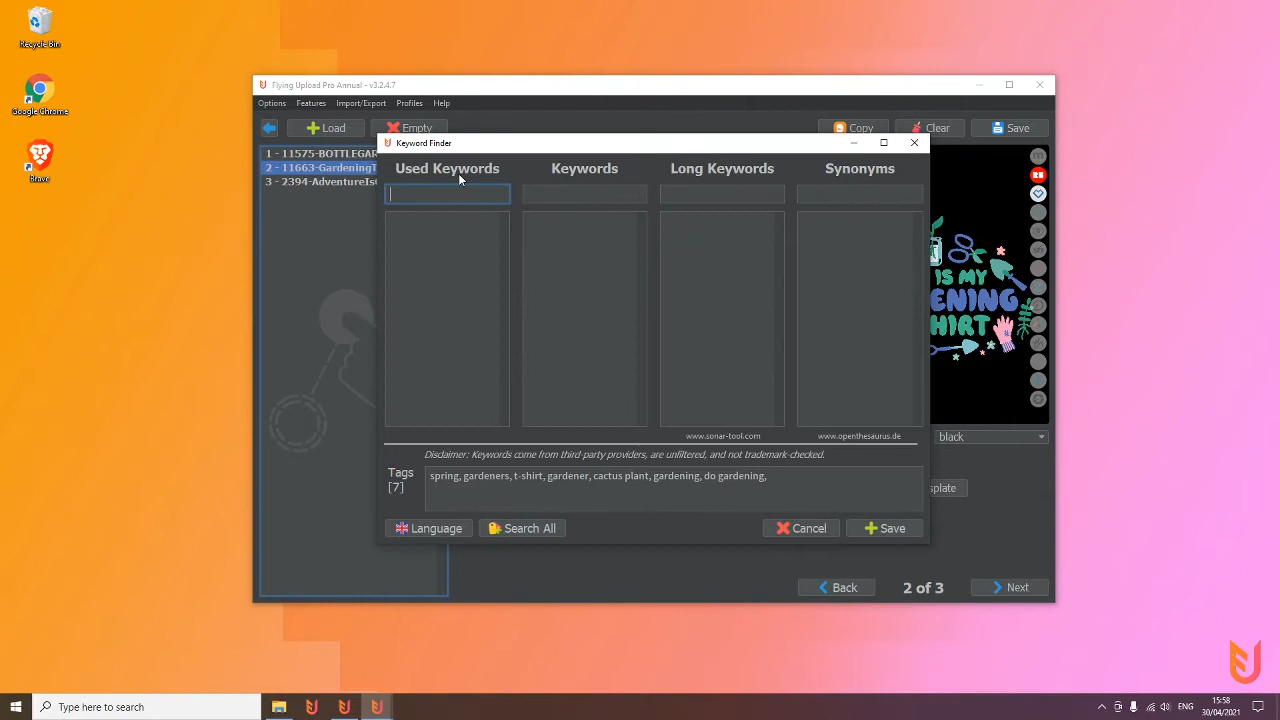 Recycle Bin
Google Chrome
Brave
Flying Upload Pro Annual - v3.2.4.7
Options Features Import/Export Profiles Help
Load Empty Copy Clear Save
1 - 11575-BOTTLEGAR
2 - 11663-GardeningT
3 - 2394-AdventureIs
Keyword Finder
Used Keywords Keywords Long Keywords Synonyms
www.sonar-tool.com www.openthesaurus.de
Disclaimer: Keywords come from third-party providers, are unfiltered, and not trademark-checked.
Tags
[7]
spring, gardeners, t-shirt, gardener, cactus plant, gardening, do gardening,
Language Search All Cancel Save
IS MY
ENING
HIRT
black
plate
Back 2 of 3 Next
Type here to search
ENG
15:58
30/04/2021